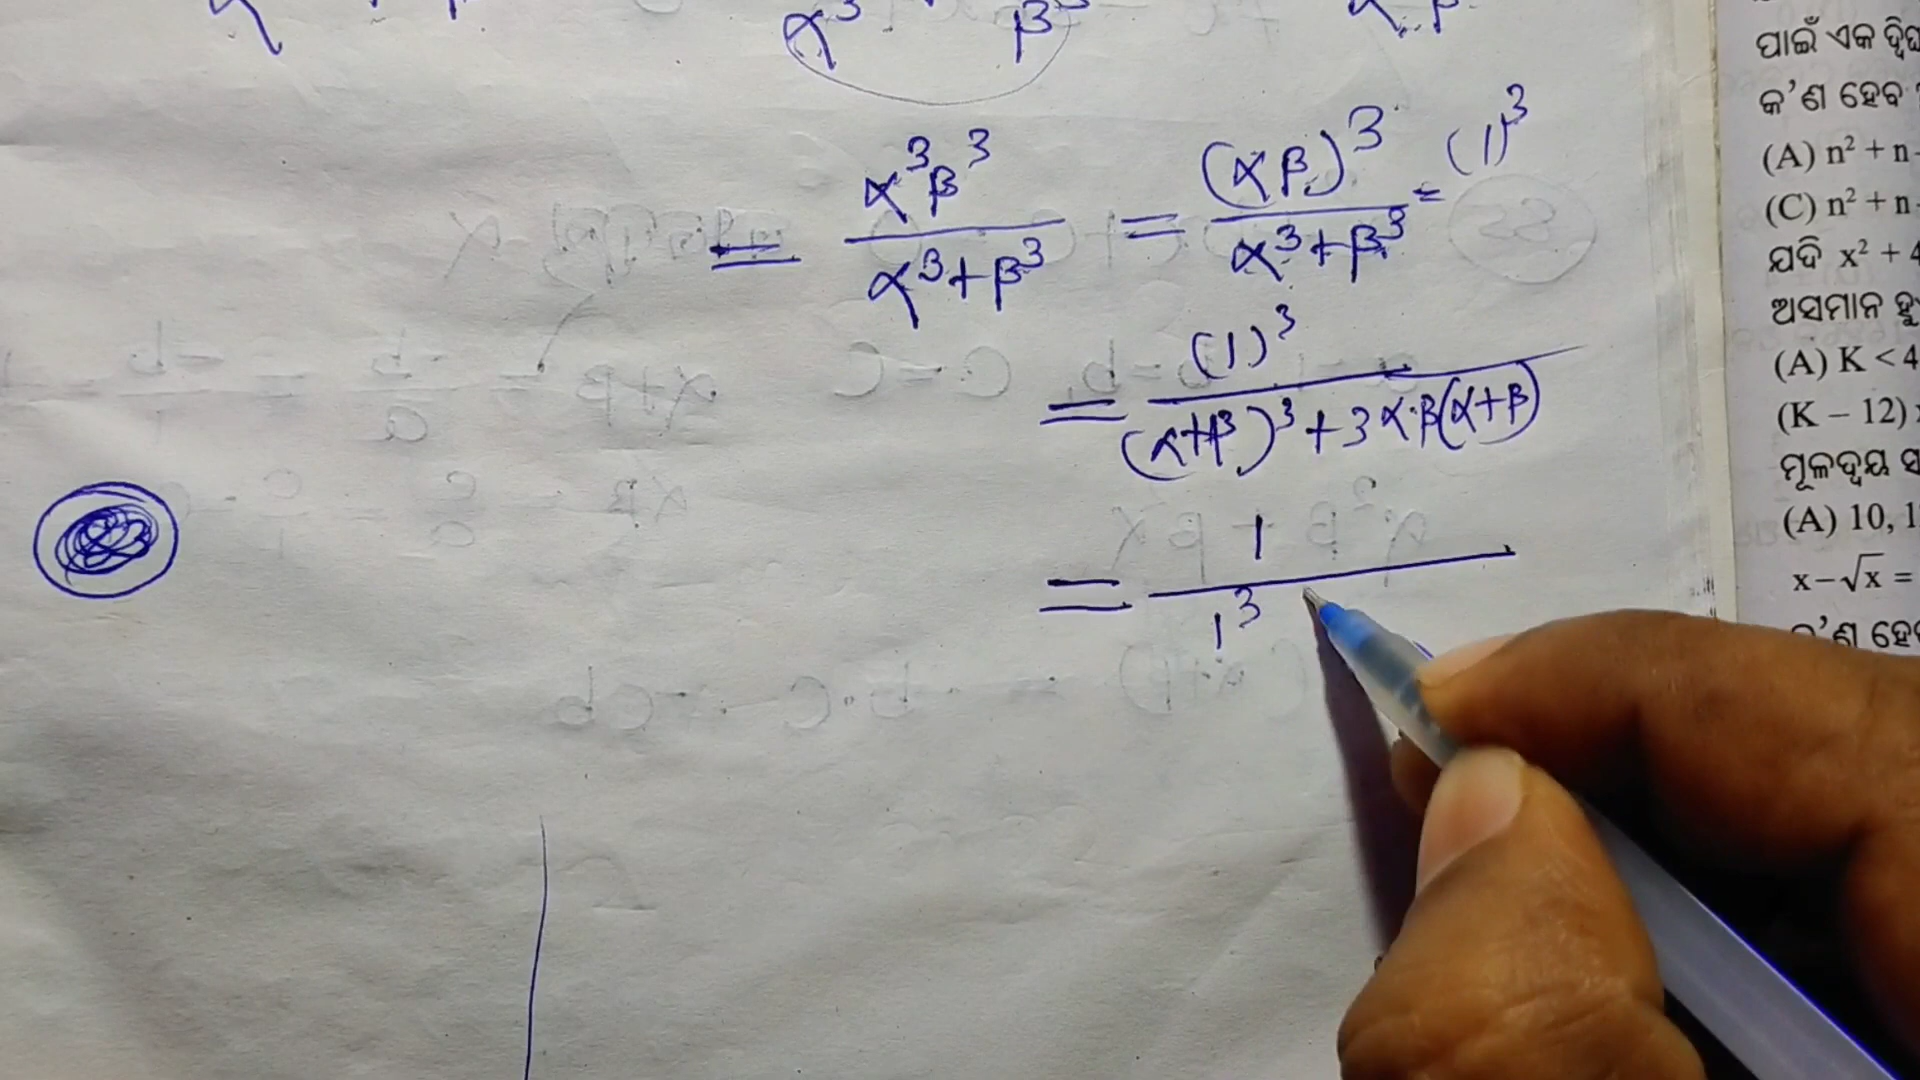 α³ β³
= α³β³ / α³+β³ = (αβ)³ / α³+β³ = (1)³
= (1)³ / (α+β)³+3α·β(α+β)
= 1 / 1³
ପାଇଁ ଏକ
କ'ଣ ହେବ
(A) n² + n
(C) n² + n
ଯଦି x² + 4
ଅସମାନ
(A) K < 4
(K – 12)
ମୂଳଦ୍ୱୟ
(A) 10, 1
x–√x =